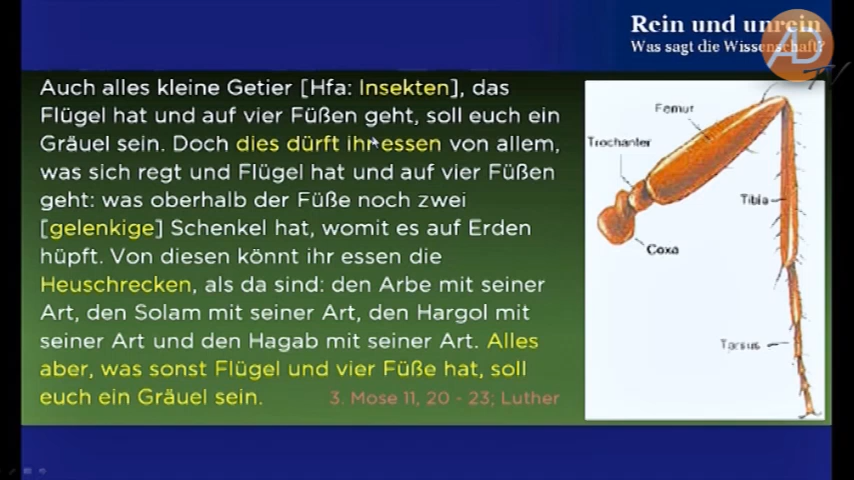 Rein und unrein
Was sagt die Wissenschaft?
AD
TV
Auch alles kleine Getier [Hfa: Insekten], das
Flügel hat und auf vier Füßen geht, soll euch ein
Gräuel sein. Doch dies dürft ihr essen von allem,
was sich regt und Flügel hat und auf vier Füßen
geht: was oberhalb der Füße noch zwei
[gelenkige] Schenkel hat, womit es auf Erden
hüpft. Von diesen könnt ihr essen die
Heuschrecken, als da sind: den Arbe mit seiner
Art, den Solam mit seiner Art, den Hargol mit
seiner Art und den Hagab mit seiner Art. Alles
aber, was sonst Flügel und vier Füße hat, soll
euch ein Gräuel sein.
3. Mose 11, 20 - 23; Luther
Femur
Trochanter
Tibia
Coxa
Tarsus